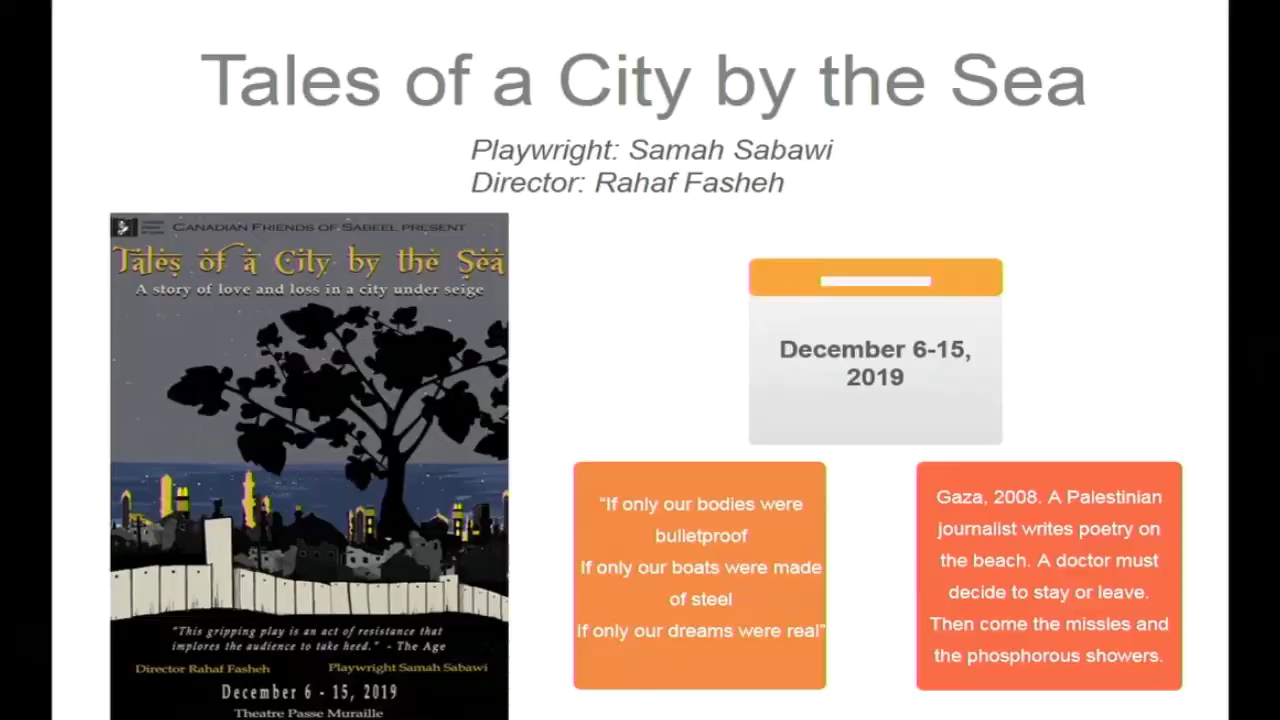 Tales of a City by the Sea
Playwright: Samah Sabawi
Director: Rahaf Fasheh
CANADIAN FRIENDS OF SABEEL PRESENT
Tales of a City by the Sea
A story of love and loss in a city under seige
"This gripping play is an act of resistance that
implores the audience to take heed." - The Age
Director Rahaf Fasheh
Playwright Samah Sabawi
December 6 - 15, 2019
Theatre Passe Muraille
December 6-15,
2019
“If only our bodies were
bulletproof
If only our boats were made
of steel
If only our dreams were real”
Gaza, 2008. A Palestinian
journalist writes poetry on
the beach. A doctor must
decide to stay or leave.
Then come the missles and
the phosphorous showers.